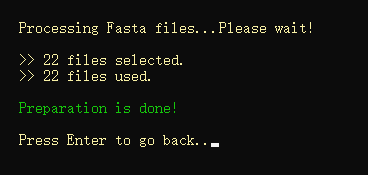 Processing Fasta files...Please wait!
>> 22 files selected.
>> 22 files used.
Preparation is done!
Press Enter to go back..